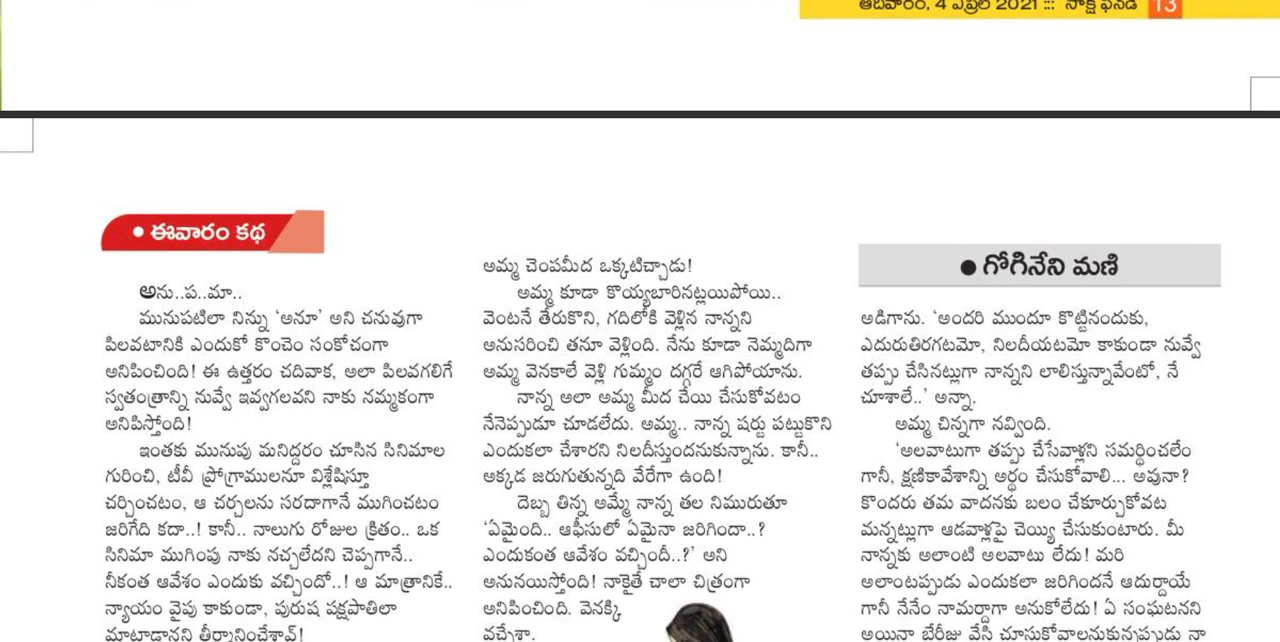 ఆదివారం, 4 ఏప్రిల్ 2021 ::: సాక్షి ఫన్‌డే 13
• ఈవారం కథ
అను..ప..మా..
మునుపటిలా నిన్ను ‘అనూ’ అని చనువుగా
పిలవటానికి ఎందుకో కొంచెం సంకోచంగా
అనిపించింది! ఈ ఉత్తరం చదివాక, అలా పిలవగలిగే
స్వతంత్రాన్ని నువ్వే ఇవ్వగలవని నాకు నమ్మకంగా
అనిపిస్తోంది!
ఇంతకు మునుపు మనిద్దరం చూసిన సినిమాల
గురించి, టీవీ ప్రోగ్రాములనూ విశ్లేషిస్తూ
చర్చించటం, ఆ చర్చలను సరదాగానే ముగించటం
జరిగేది కదా..! కానీ.. నాలుగు రోజుల క్రితం.. ఒక
సినిమా ముగింపు నాకు నచ్చలేదని చెప్పగానే..
నీకంత ఆవేశం ఎందుకు వచ్చిందో..! ఆ మాత్రానికే..
న్యాయం వైపు కాకుండా, పురుష పక్షపాతిలా
మాట్లాడానని తీర్మానించేశావ్!
అమ్మ చెంపమీద ఒక్కటిచ్చాడు!
అమ్మ కూడా కొయ్యబారినట్లయిపోయి..
వెంటనే తేరుకొని, గదిలోకి వెళ్లిన నాన్నని
అనుసరించి తనూ వెళ్లింది. నేను కూడా నెమ్మదిగా
అమ్మ వెనకాలే వెళ్లి గుమ్మం దగ్గరే ఆగిపోయాను.
నాన్న అలా అమ్మ మీద చేయి చేసుకోవటం
నేనెప్పుడూ చూడలేదు. అమ్మ.. నాన్న షర్టు పట్టుకొని
ఎందుకలా చేశారని నిలదీస్తుందనుకున్నాను. కానీ..
అక్కడ జరుగుతున్నది వేరేగా ఉంది!
దెబ్బ తిన్న అమ్మే నాన్న తల నిమురుతూ
‘ఏమైంది.. ఆఫీసులో ఏమైనా జరిగిందా..?
ఎందుకంత ఆవేశం వచ్చిందీ..?’ అని
అనునయిస్తోంది! నాకైతే చాలా చిత్రంగా
అనిపించింది. వెనక్కి
వచ్చేశా.
• గోగినేని మణి
అడిగాను. ‘అందరి ముందూ కొట్టినందుకు,
ఎదురుతిరగటమో, నిలదీయటమో కాకుండా నువ్వే
తప్పు చేసినట్లుగా నాన్నని లాలిస్తున్నావేంటో, నే
చూశాలే..’ అన్నా.
అమ్మ చిన్నగా నవ్వింది.
‘అలవాటుగా తప్పు చేసేవాళ్లని సమర్థించలేం
గానీ, క్షణికావేశాన్ని అర్థం చేసుకోవాలి... అవునా?
కొందరు తమ వాదనకు బలం చేకూర్చుకోవట
మన్నట్లుగా ఆడవాళ్లపై చెయ్యి చేసుకుంటారు. మీ
నాన్నకు అలాంటి అలవాటు లేదు! మరి
అలాంటప్పుడు ఎందుకలా జరిగిందనే ఆదుర్దాయే
గానీ నేనేం నామర్దాగా అనుకోలేదు! ఏ సంఘటనని
అయినా బేరీజు వేసి చూసుకోవాలనుకున్నప్పుడు నా